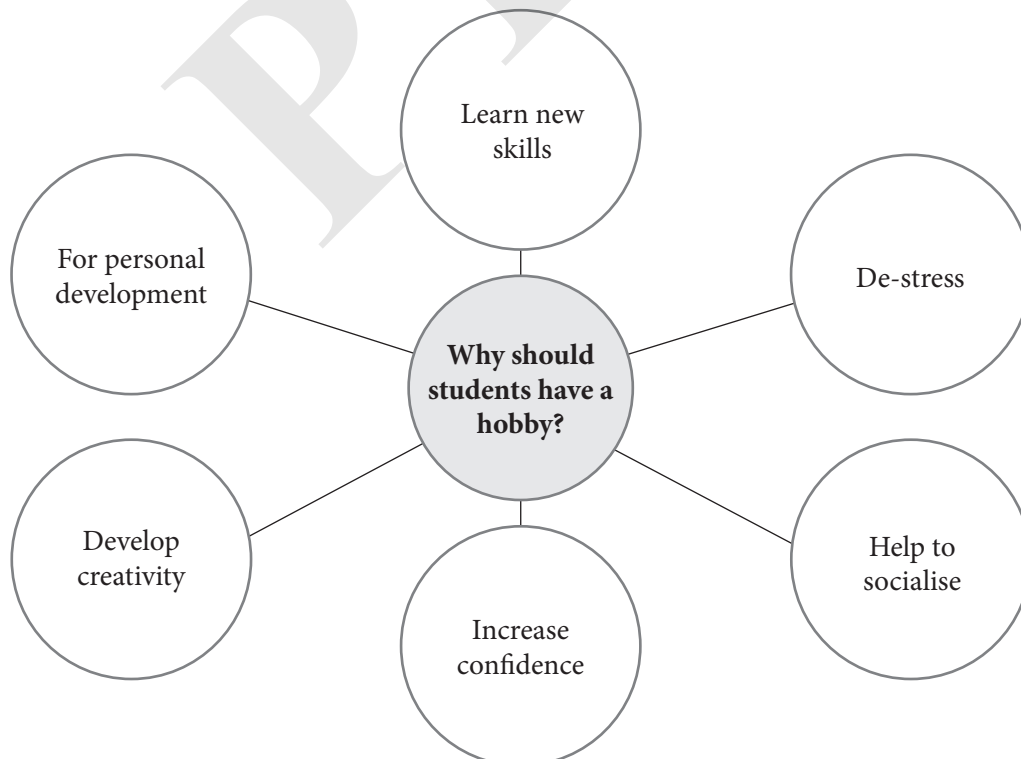 Learn new
skills
For personal
development
De-stress
Why should
students have a
hobby?
Develop
creativity
Help to
socialise
Increase
confidence